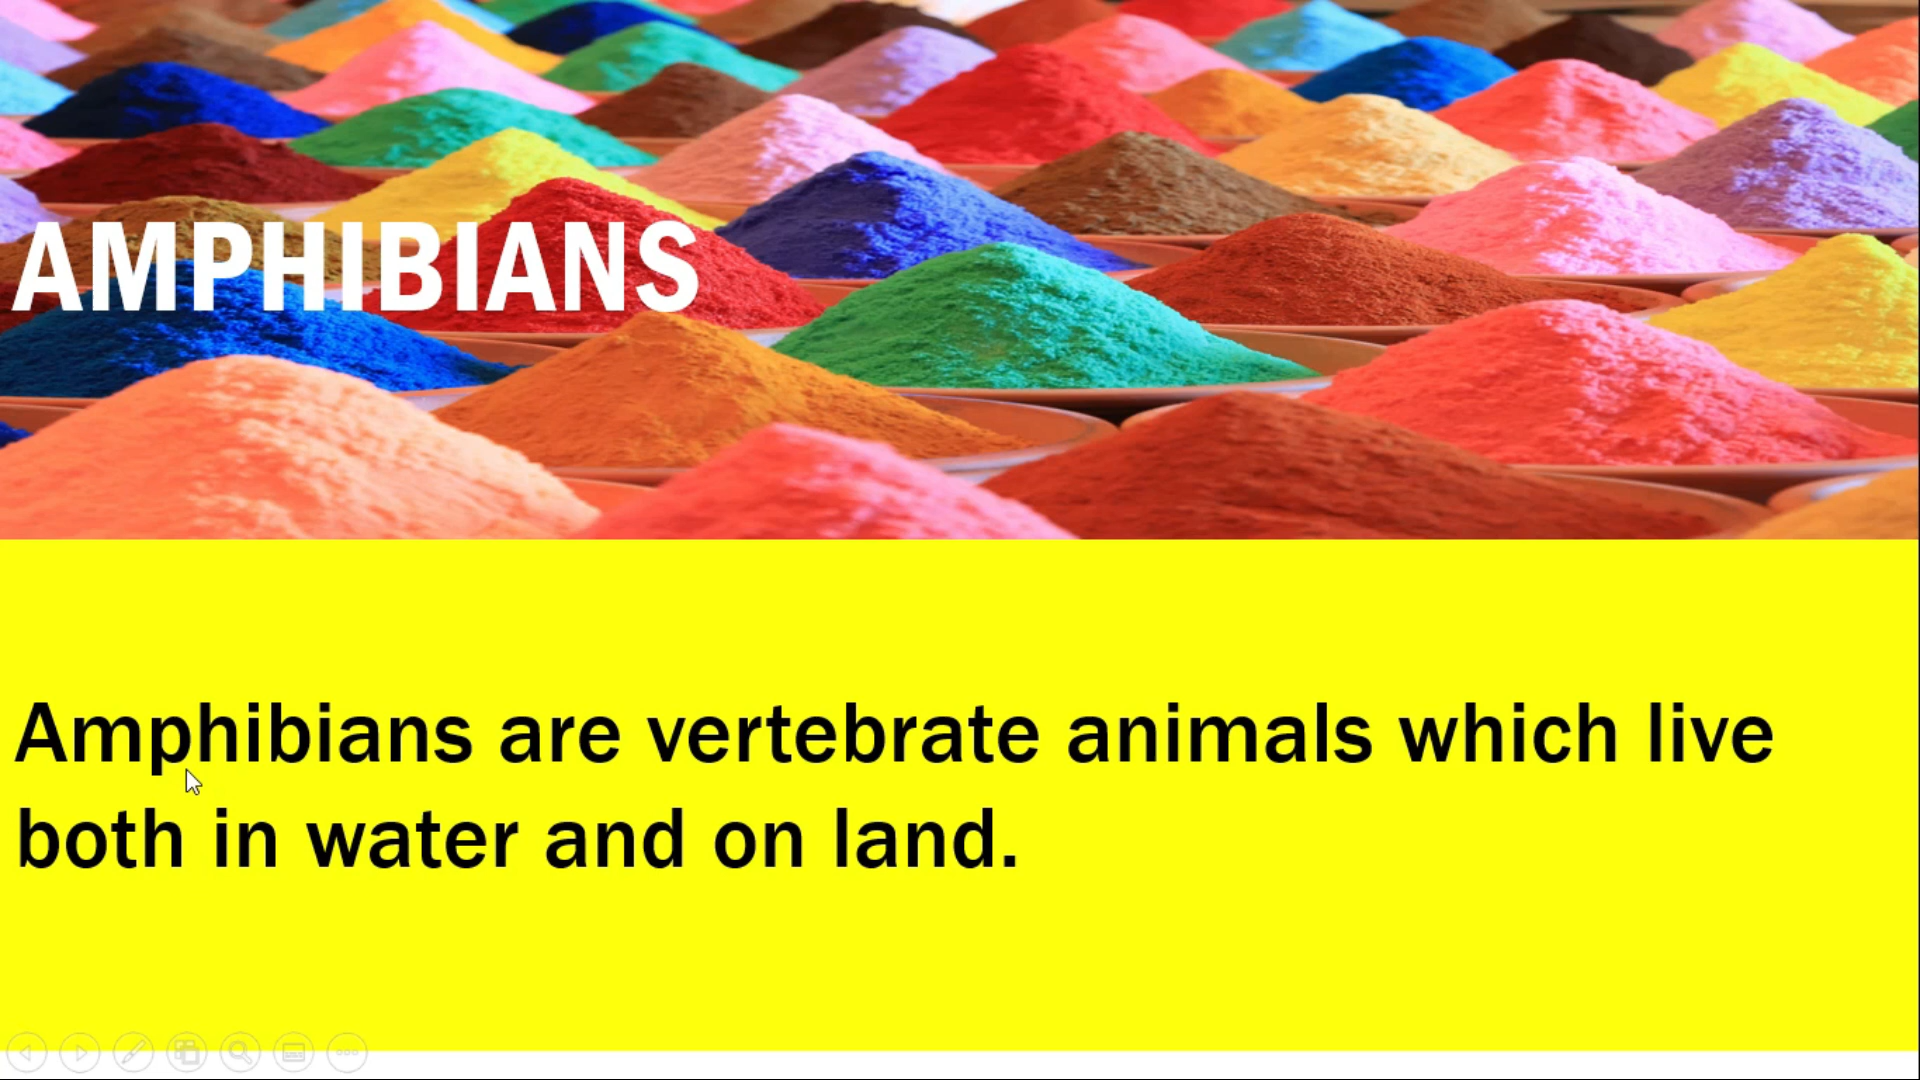 AMPHIBIANS
Amphibians are vertebrate animals which live
both in water and on land.